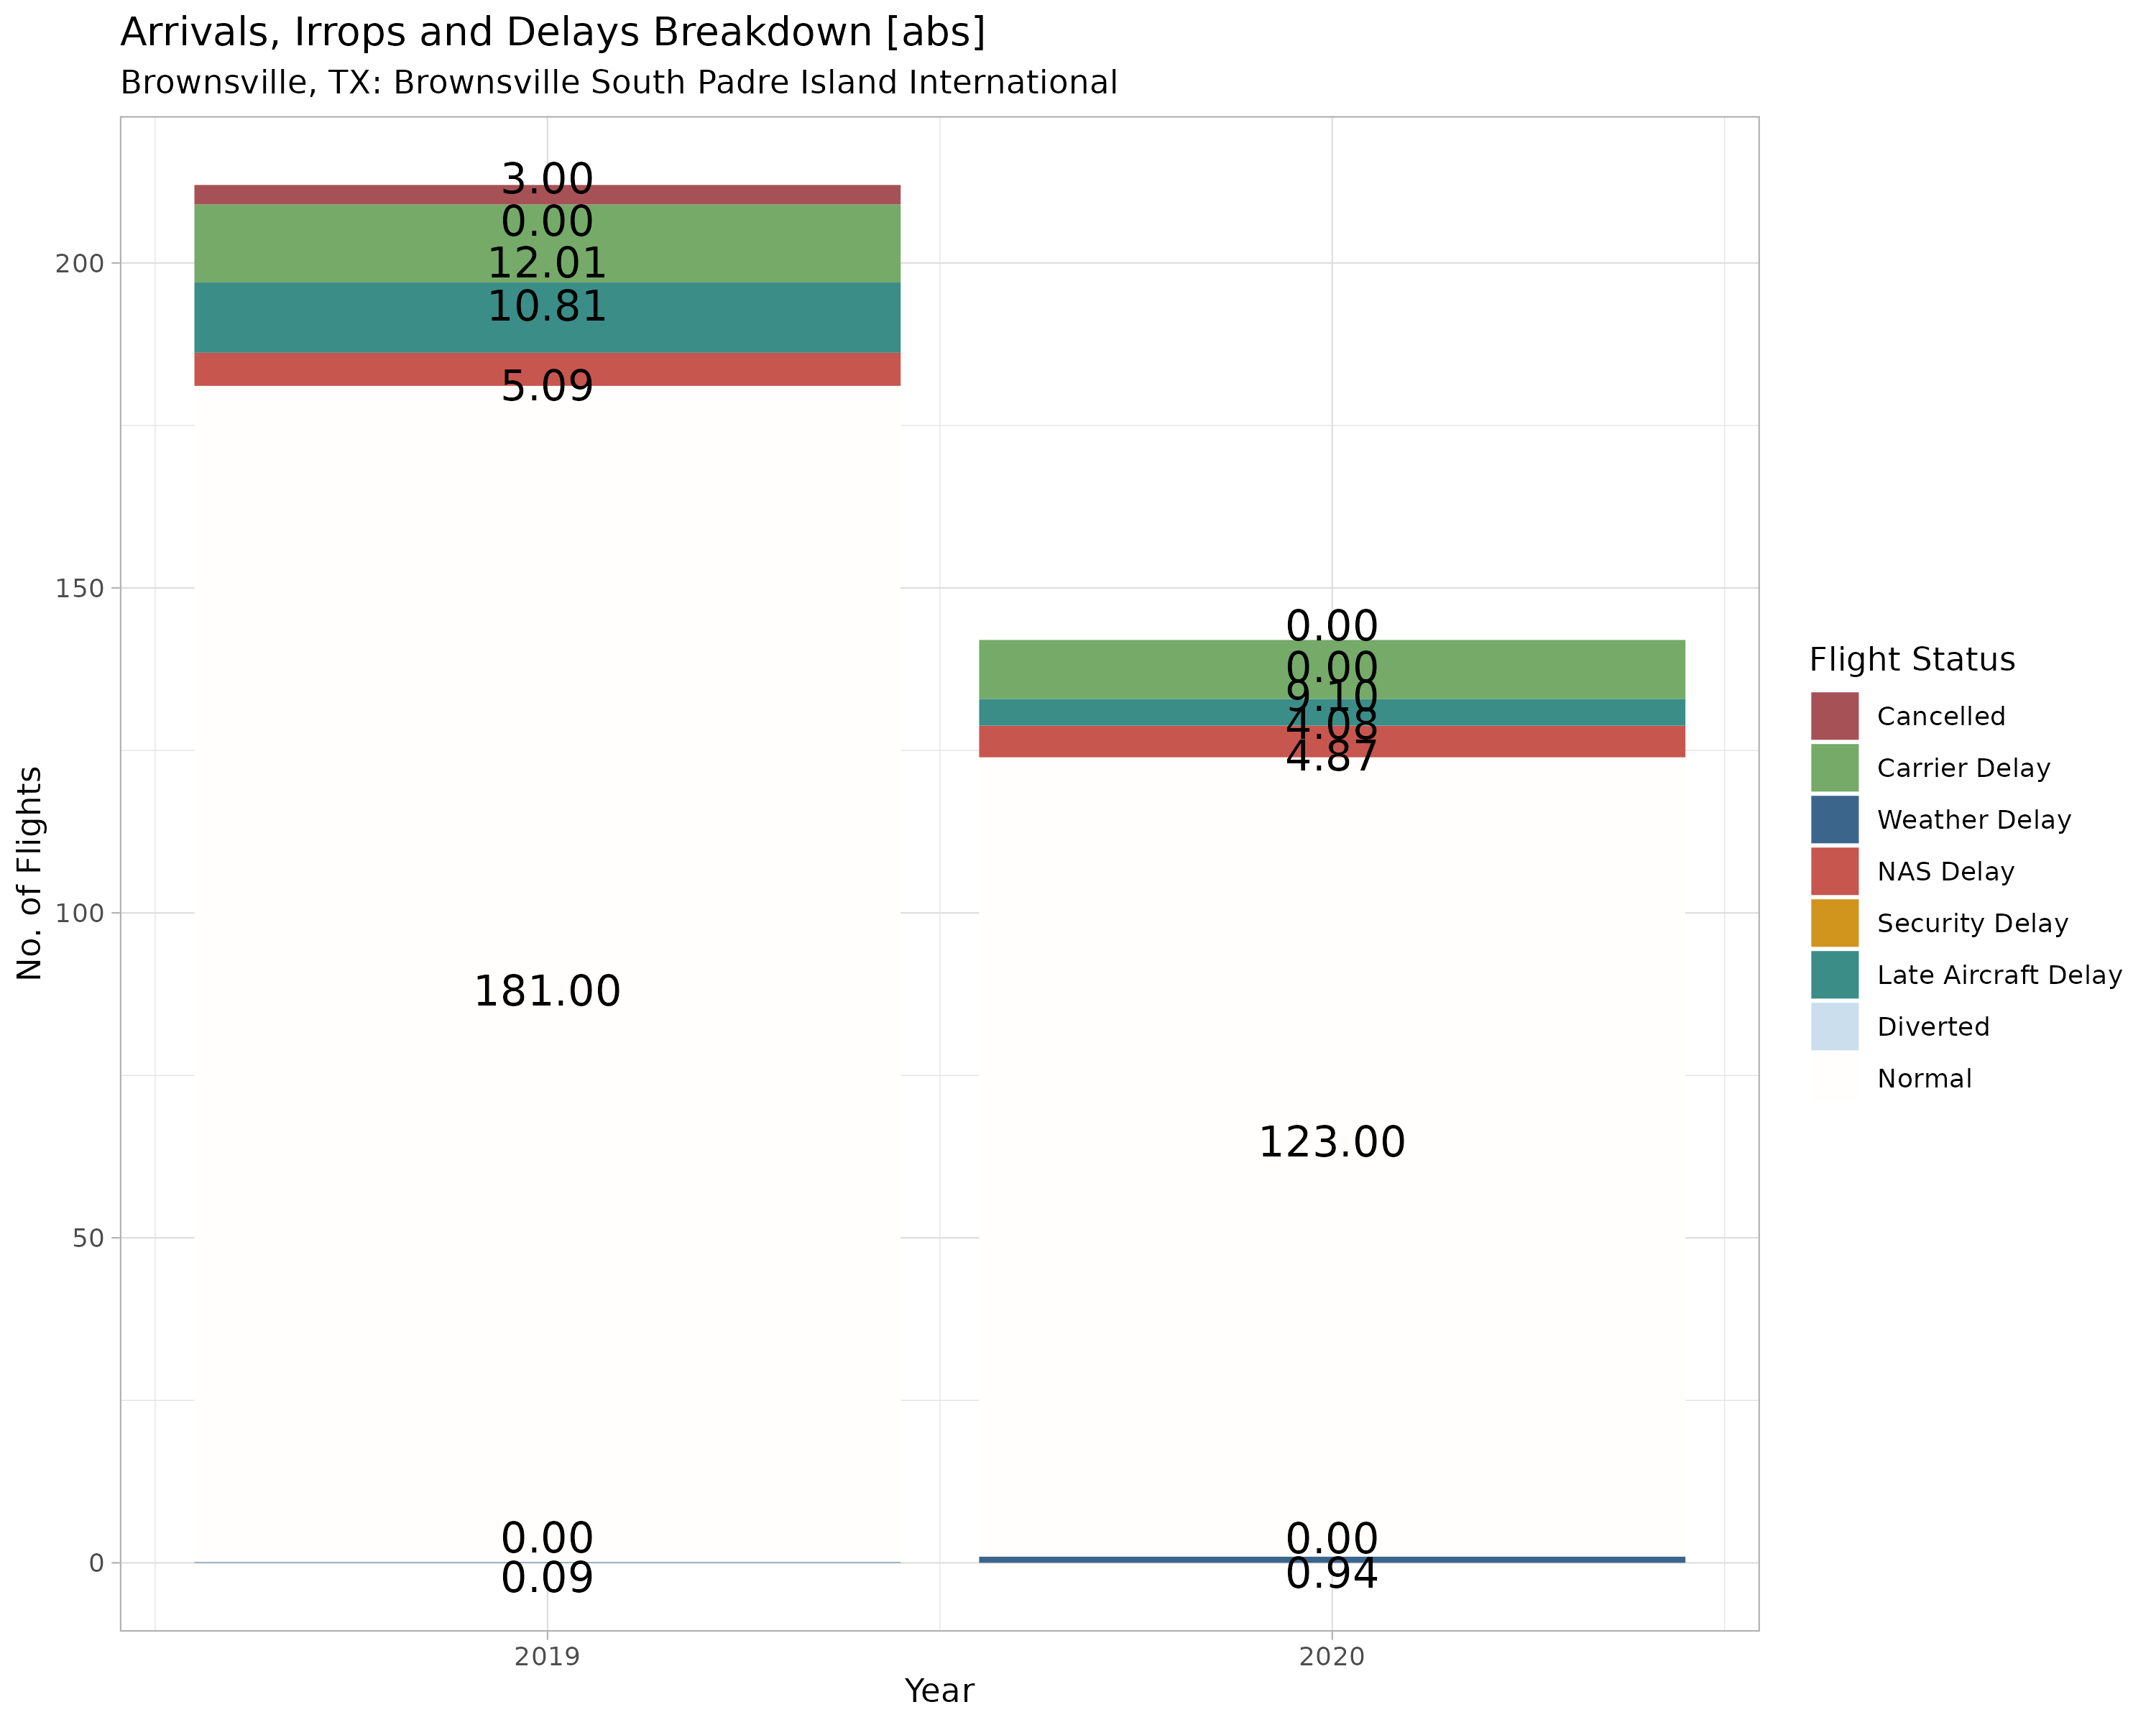 Arrivals, Irrops and Delays Breakdown [abs]
Brownsville, TX: Brownsville South Padre Island International
3.00
0.00
12.01
10.81
5.09
181.00
0.00
0.09
0.00
0.00
9.10
4.08
4.87
123.00
0.00
0.94
200
150
100
50
0
No. of Flights
2019
2020
Year
Flight Status
Cancelled
Carrier Delay
Weather Delay
NAS Delay
Security Delay
Late Aircraft Delay
Diverted
Normal